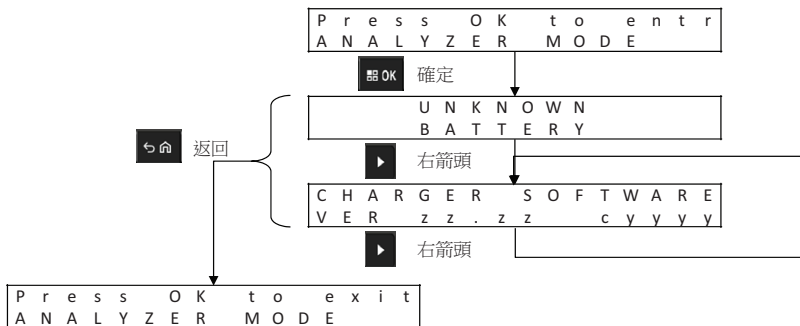 Press OK to entr
ANALYZER MODE
OK 確定
UNKNOWN
BATTERY
返回
右箭頭
CHARGER SOFTWARE
VER zz.zz cyyyy
右箭頭
Press OK to exit
ANALYZER MODE